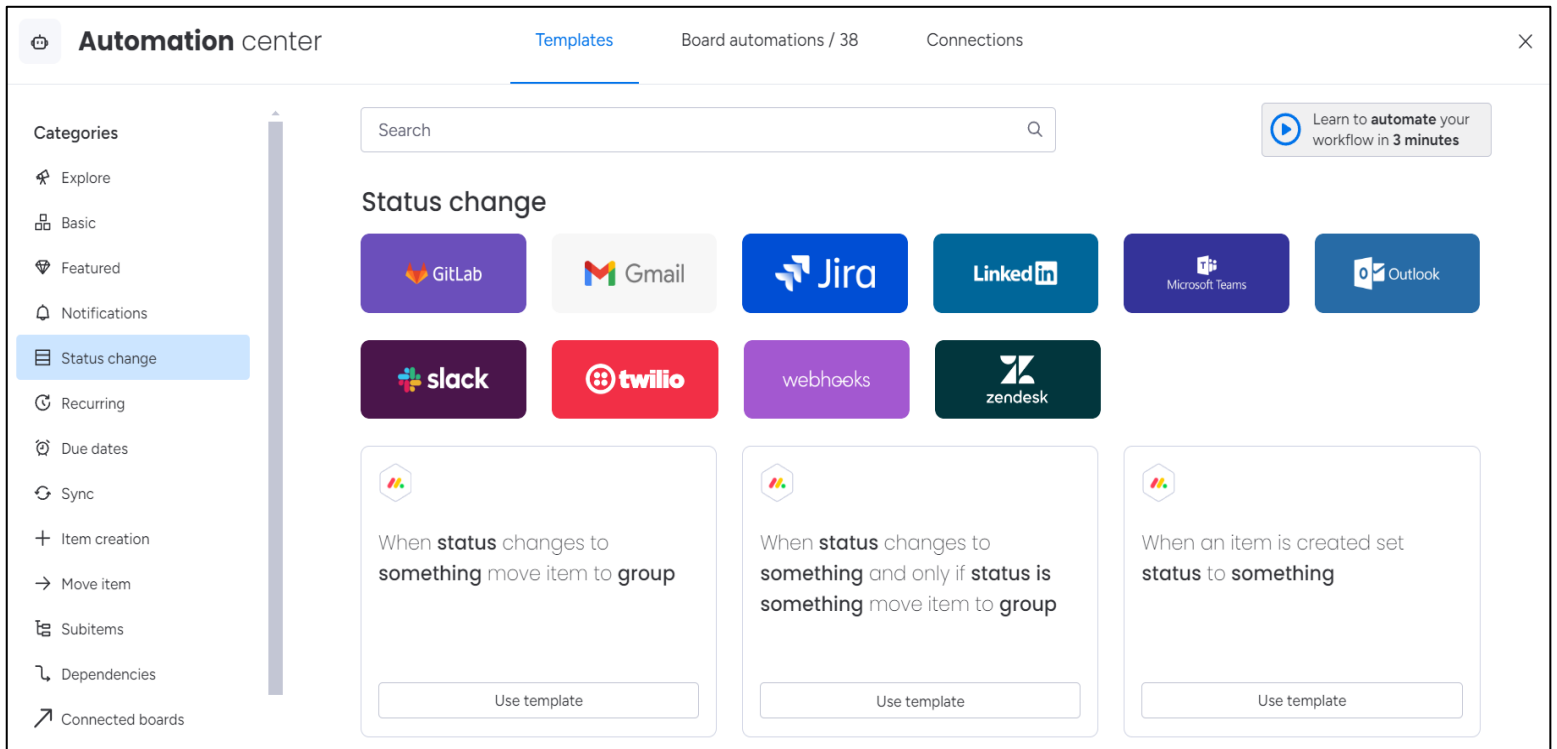 Automation center
Templates
Board automations / 38
Connections
Categories
Explore
Basic
Featured
Notifications
Status change
Recurring
Due dates
Sync
Item creation
Move item
Subitems
Dependencies
Connected boards
Search
Learn to automate your
workflow in 3 minutes
Status change
GitLab
Gmail
Jira
Linked in
Microsoft Teams
Outlook
slack
twilio
webhooks
zendesk
When status changes to
something move item to group
Use template
When status changes to
something and only if status is
something move item to group
Use template
When an item is created set
status to something
Use template